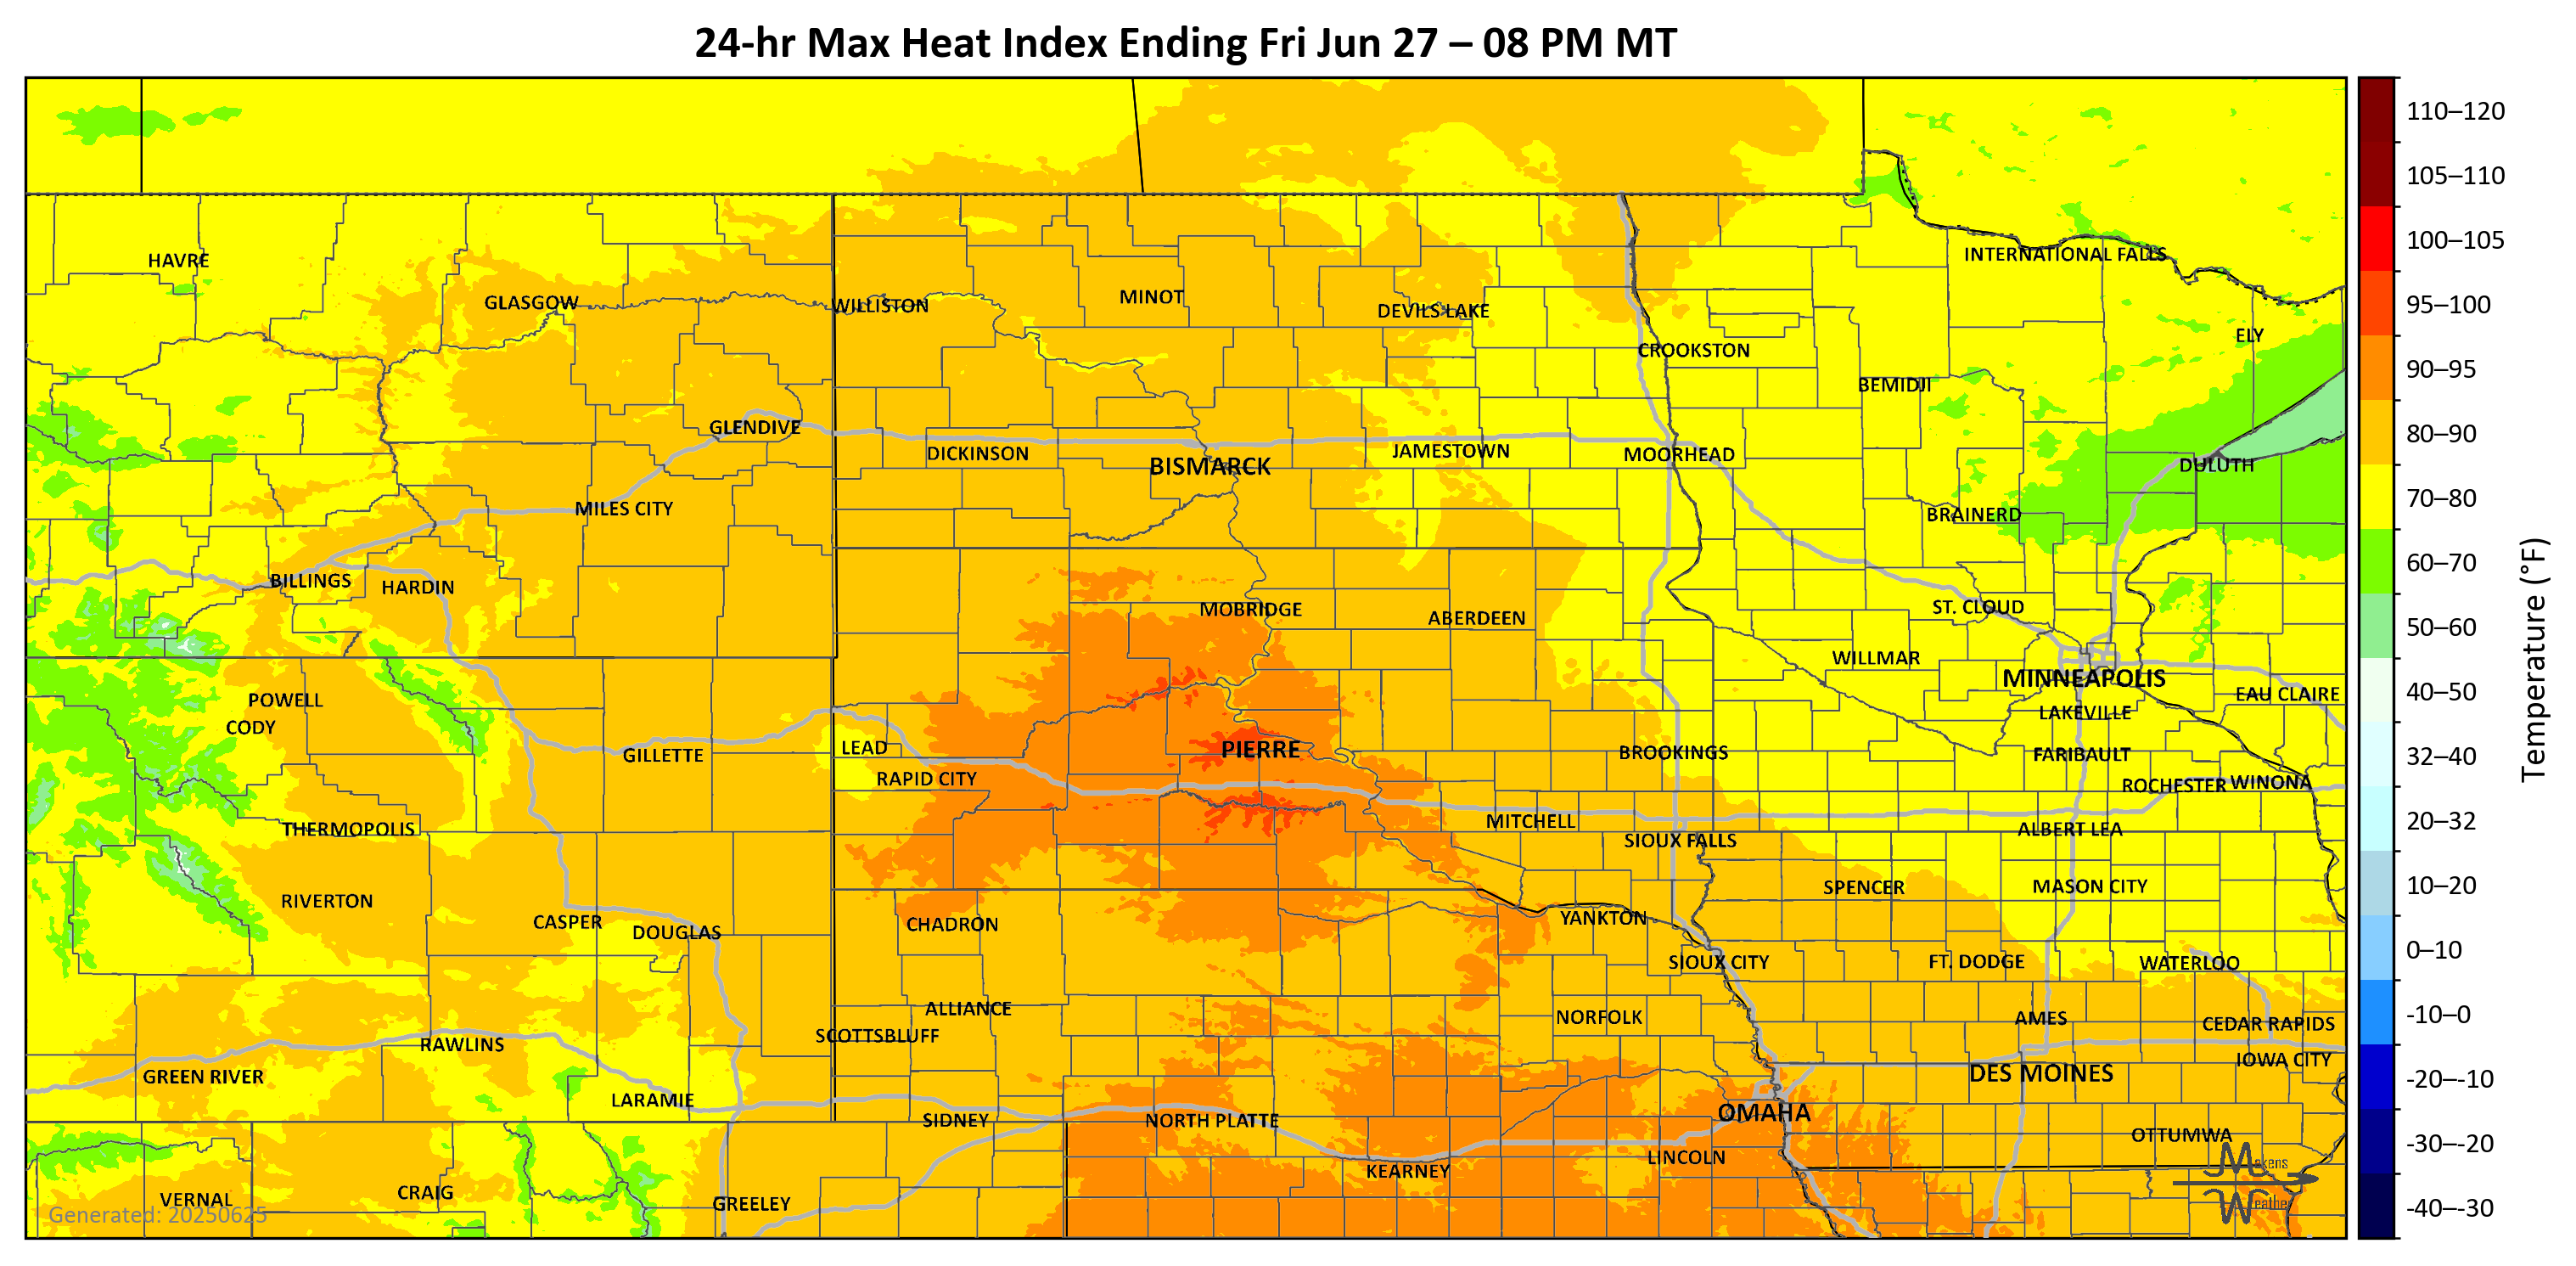 24-hr Max Heat Index Ending Fri Jun 27 – 08 PM MT
110–120
105–110
100–105
95–100
90–95
80–90
70–80
60–70
50–60
40–50
32–40
20–32
10–20
0–10
-10–0
-20–-10
-30–-20
-40–-30
Temperature (°F)
HAVRE
INTERNATIONAL FALLS
GLASGOW
WILLISTON
MINOT
DEVILS LAKE
ELY
CROOKSTON
BEMIDJI
GLENDIVE
DICKINSON
BISMARCK
JAMESTOWN
MOORHEAD
DULUTH
MILES CITY
BRAINERD
BILLINGS
HARDIN
MOBRIDGE
ABERDEEN
ST. CLOUD
WILLMAR
MINNEAPOLIS
EAU CLAIRE
POWELL
CODY
LAKEVILLE
GILLETTE
LEAD
PIERRE
BROOKINGS
FARIBAULT
RAPID CITY
ROCHESTER
WINONA
THERMOPOLIS
MITCHELL
SIOUX FALLS
ALBERT LEA
RIVERTON
SPENCER
MASON CITY
CASPER
DOUGLAS
CHADRON
YANKTON
SIOUX CITY
FT. DODGE
WATERLOO
ALLIANCE
NORFOLK
AMES
CEDAR RAPIDS
SCOTTSBLUFF
RAWLINS
IOWA CITY
GREEN RIVER
DES MOINES
LARAMIE
SIDNEY
NORTH PLATTE
OMAHA
OTTUMWA
KEARNEY
LINCOLN
VERNAL
CRAIG
GREELEY
Generated: 20250625
Makens
Weather